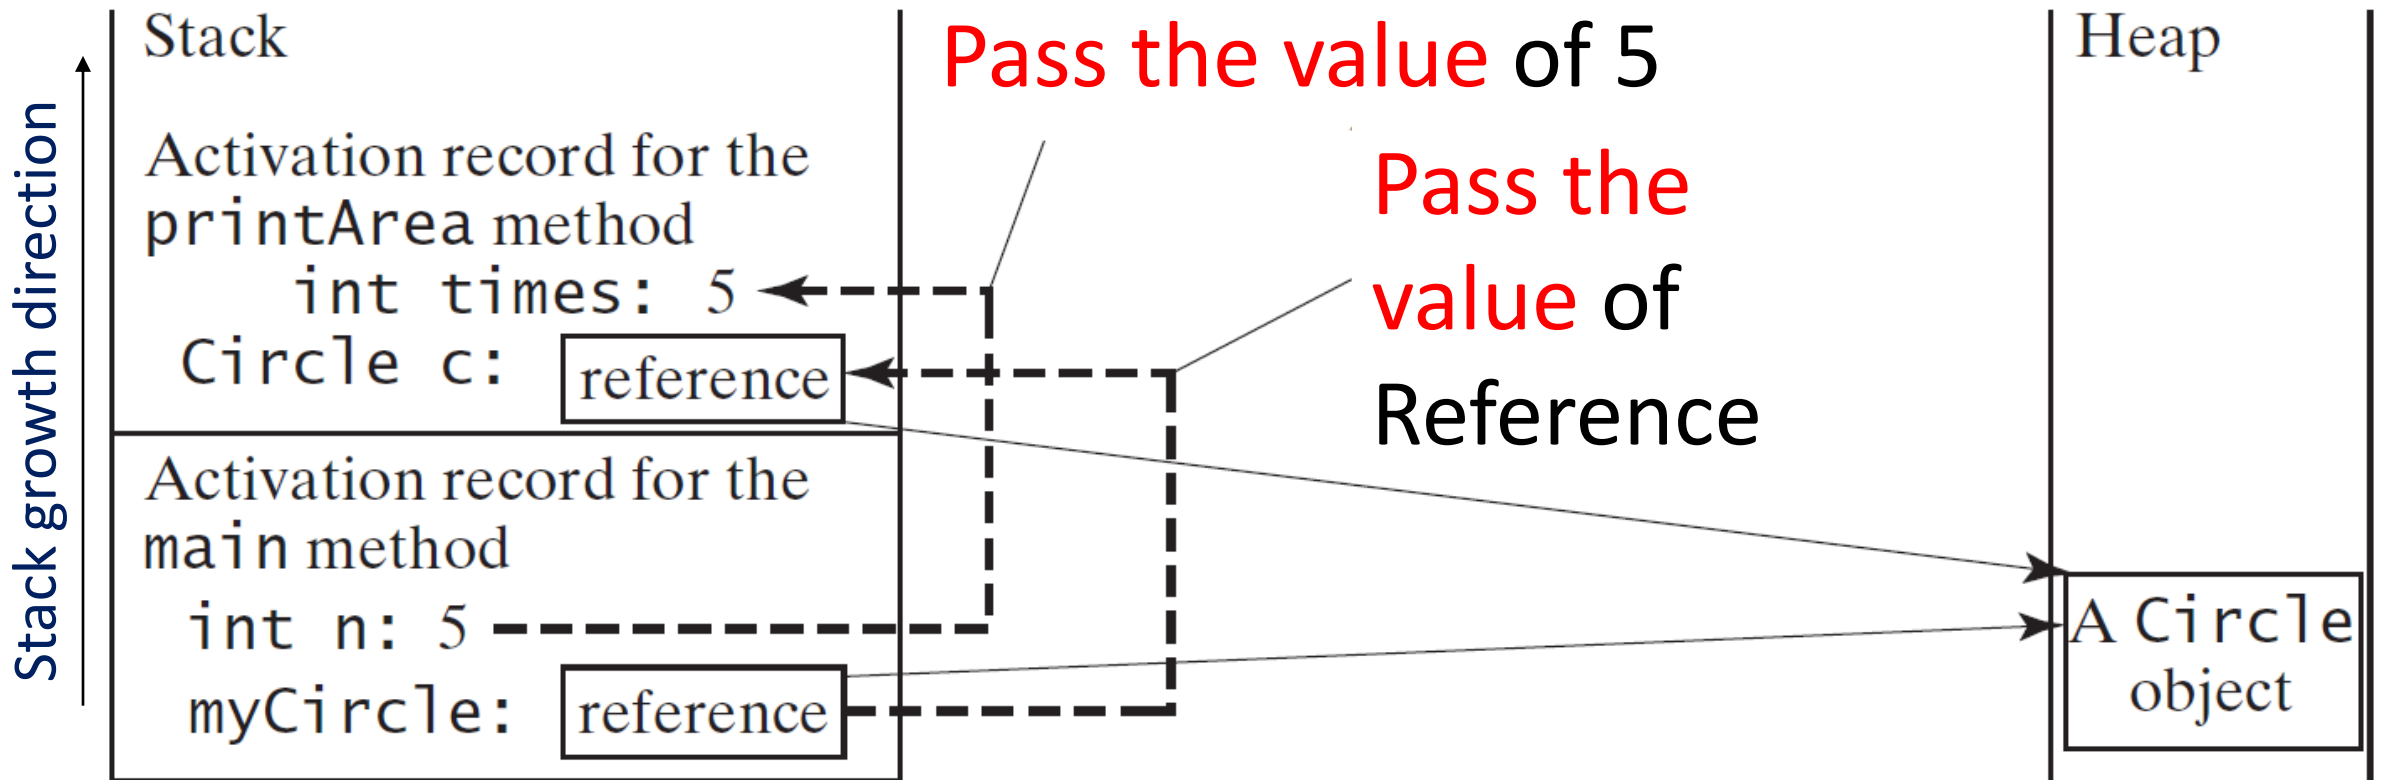 Stack growth direction
Stack
Activation record for the
printArea method
int times: 5
Circle c: reference
Activation record for the
main method
int n: 5
myCircle: reference
Pass the value of 5
Pass the
value of
Reference
Heap
A Circle
object